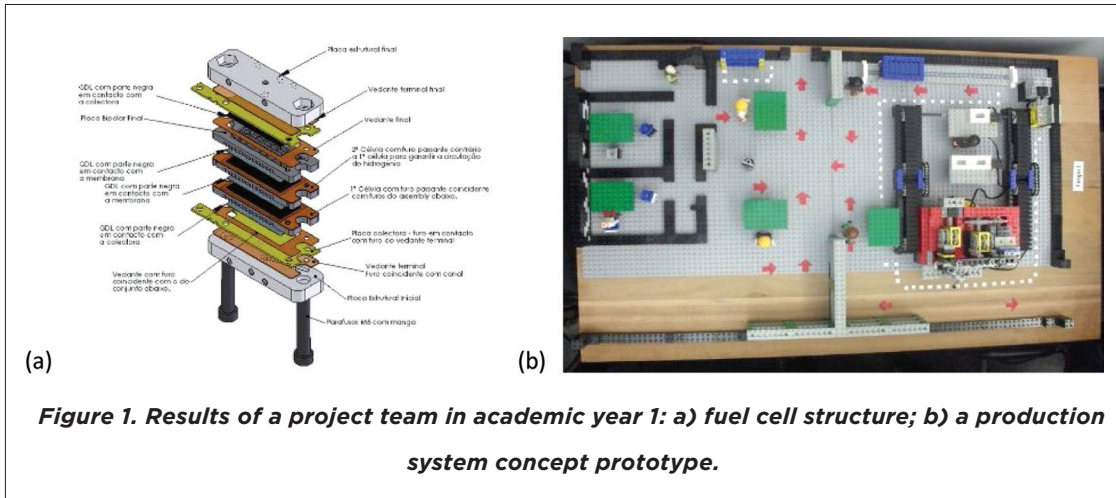 Placa estrutural final
GDL com parte negra
em contacto com
a colectora
Vedante terminal final
Placa Bipolar Final
Vedante final
GDL com parte negra
em contacto com
a membrana
2ª Célula com furo passante contrário
a 1ª célula para garantir a circulação
do hidrogénio
GDL com parte negra
em contacto com
a membrana
1ª Célula com furo passante coincidente
com furos do assembly abaixo.
GDL com parte negra
em contacto com
a colectora
Placa colectora - furo em contacto
com furo do vedante terminal
Vedante terminal
Furo coincidente com canal
Vedante com furo
coincidente com o do
conjunto abaixo.
Placa Estrutural Inicial
Parafusos M8 com manga
(a)
(b)
Figure 1. Results of a project team in academic year 1: a) fuel cell structure; b) a production
system concept prototype.